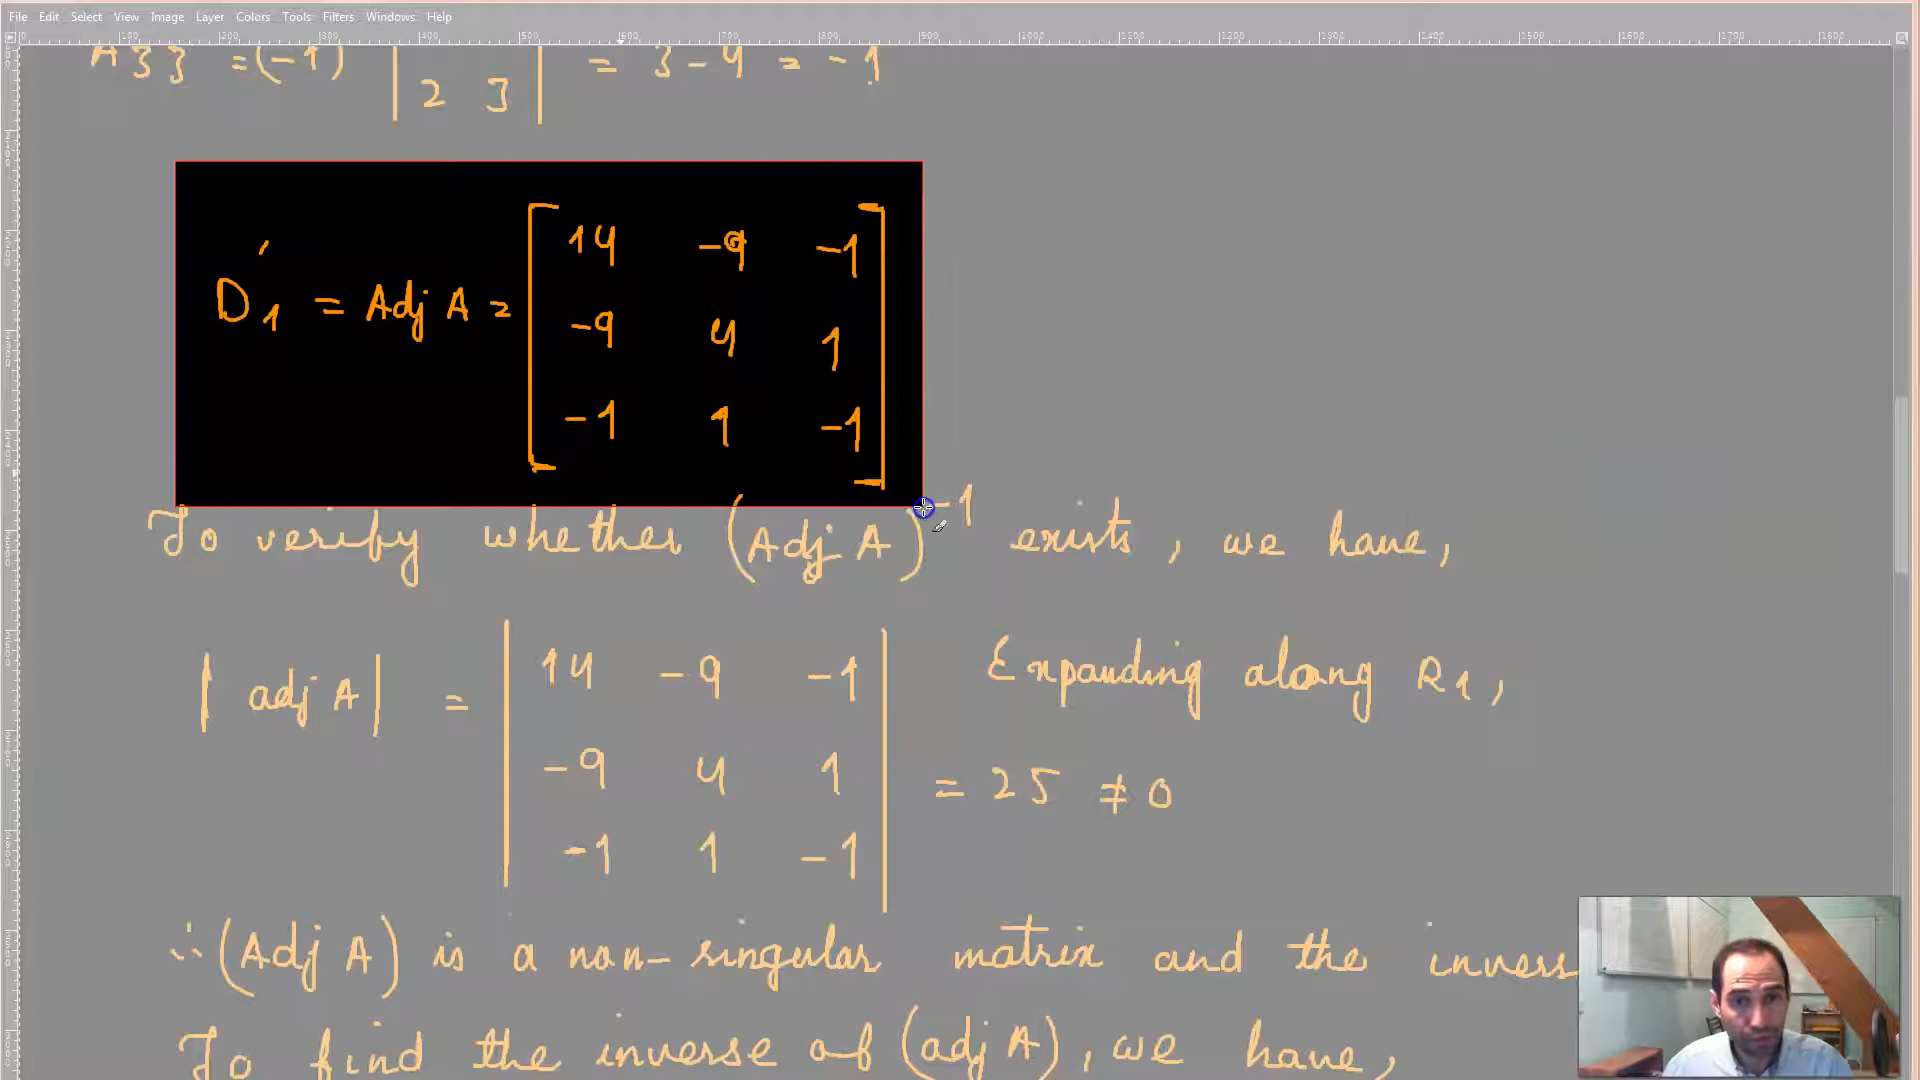 File Edit Select View Image Layer Colors Tools Filters Windows Help
A33 = (-1) | 2 3 | = 3 - 4 = -1
D'1 = Adj A =
14 -9 -1
-9 4 1
-1 1 -1
To verify whether (Adj A)-1 exists, we have,
| adj A | =
14 -9 -1
-9 4 1
-1 1 -1
Expanding along R1,
= 25 ≠ 0
∴ (Adj A) is a non-singular matrix and the invers
To find the inverse of (adj A), we have,